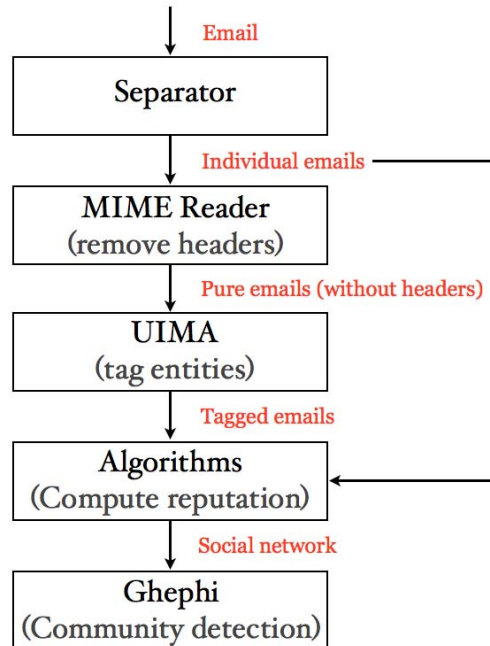 Email
Separator
Individual emails
MIME Reader
(remove headers)
Pure emails (without headers)
UIMA
(tag entities)
Tagged emails
Algorithms
(Compute reputation)
Social network
Ghephi
(Community detection)